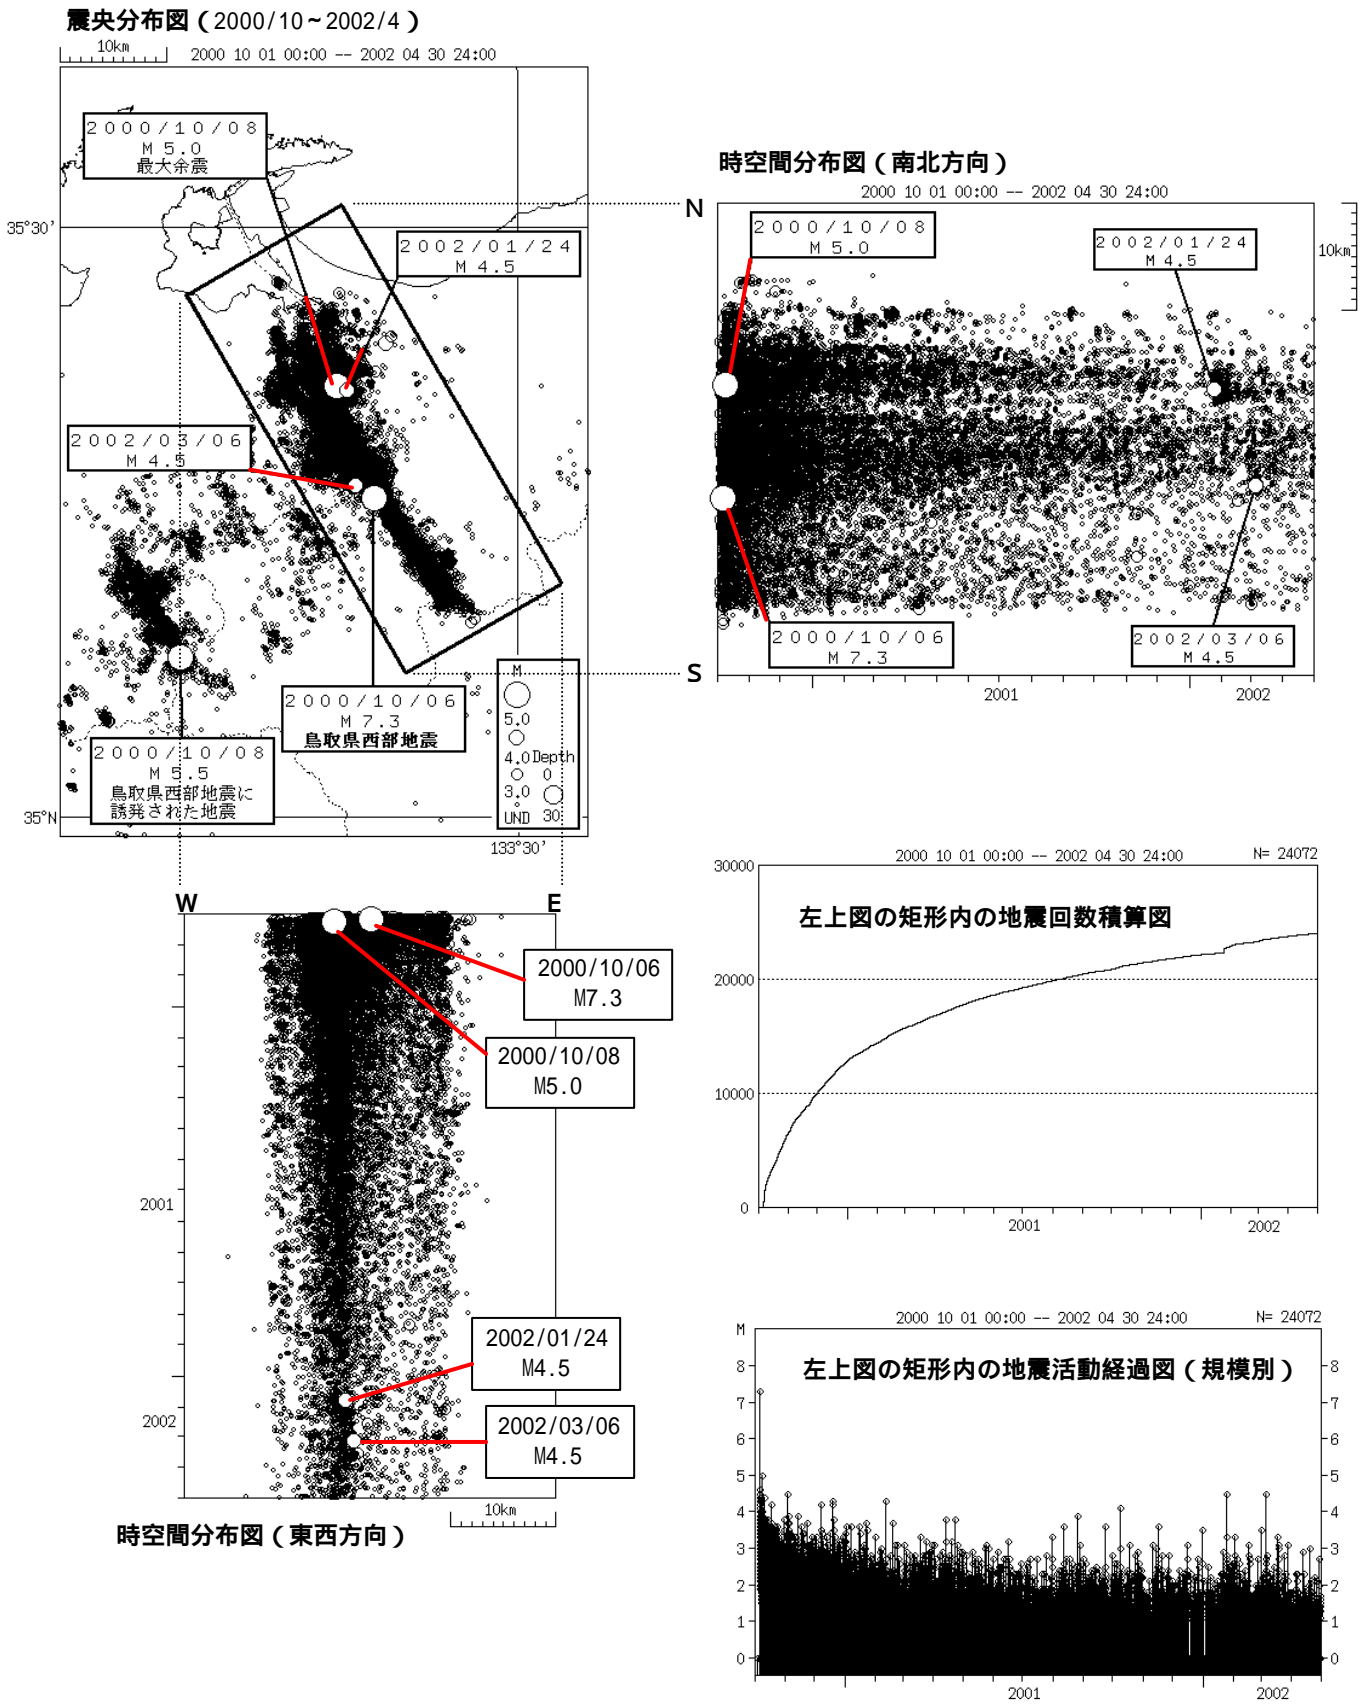 震央分布図（2000/10～2002/4）
10km
2000 10 01 00:00 -- 2002 04 30 24:00
2000/10/08
M 5.0
最大余震
35°30′
2002/01/24
M 4.5
2002/03/06
M 4.5
2000/10/06
M 7.3
鳥取県西部地震
2000/10/08
M 5.5
鳥取県西部地震に
誘発された地震
M
5.0
4.0 Depth
0
3.0
UND 30
35°N
133°30′
時空間分布図（南北方向）
2000 10 01 00:00 -- 2002 04 30 24:00
N
S
10km
2000/10/08
M 5.0
2002/01/24
M 4.5
2000/10/06
M 7.3
2002/03/06
M 4.5
2001
2002
W
E
2000/10/06
M7.3
2000/10/08
M5.0
2001
2002/01/24
M4.5
2002
2002/03/06
M4.5
10km
時空間分布図（東西方向）
2000 10 01 00:00 -- 2002 04 30 24:00
N= 24072
30000
左上図の矩形内の地震回数積算図
20000
10000
0
2001
2002
2000 10 01 00:00 -- 2002 04 30 24:00
N= 24072
M
左上図の矩形内の地震活動経過図（規模別）
8 8
7 7
6 6
5 5
4 4
3 3
2 2
1 1
0 0
2001
2002